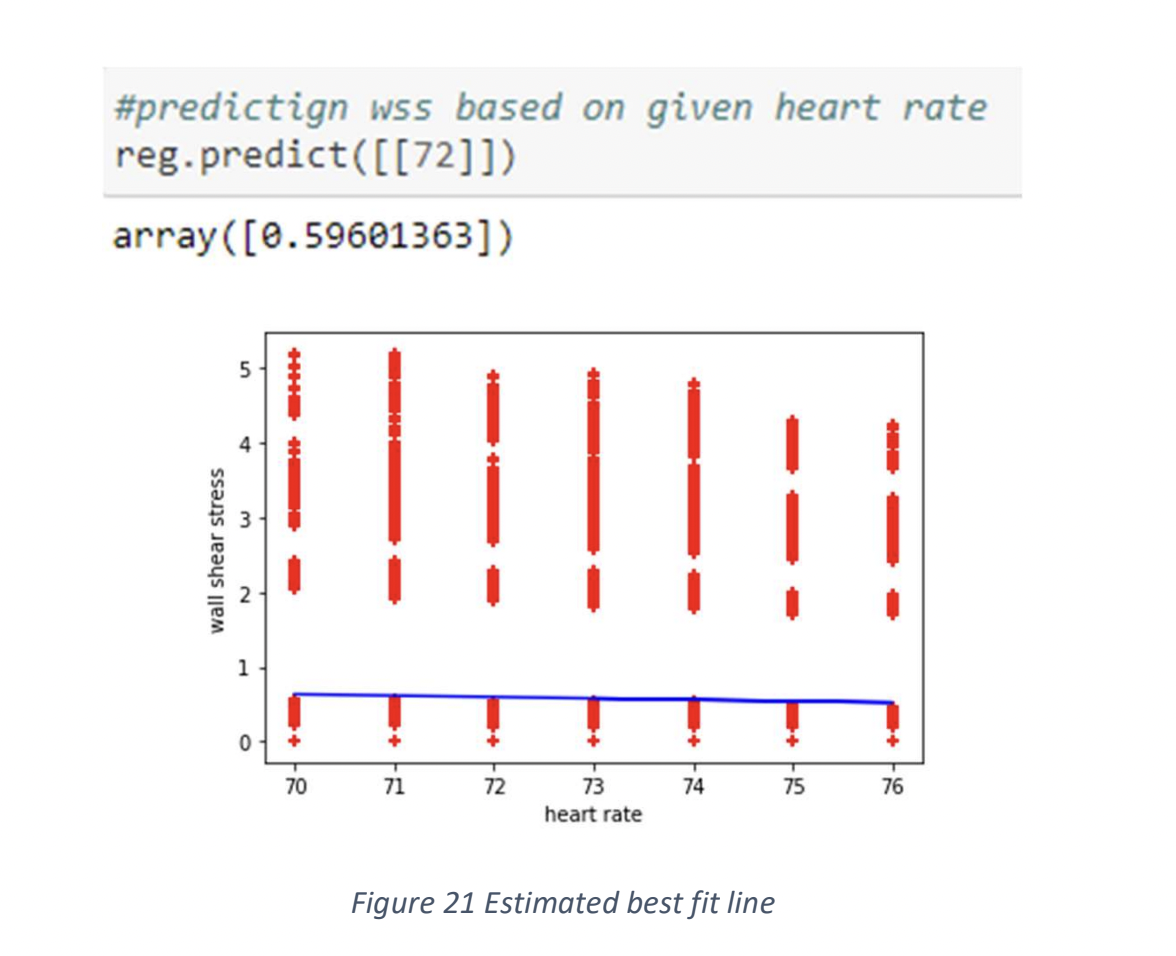 #predictign wss based on given heart rate
reg.predict([[72]])
array([0.59601363])
5
4
3
2
1
0
wall shear stress
70 71 72 73 74 75 76
heart rate
Figure 21 Estimated best fit line